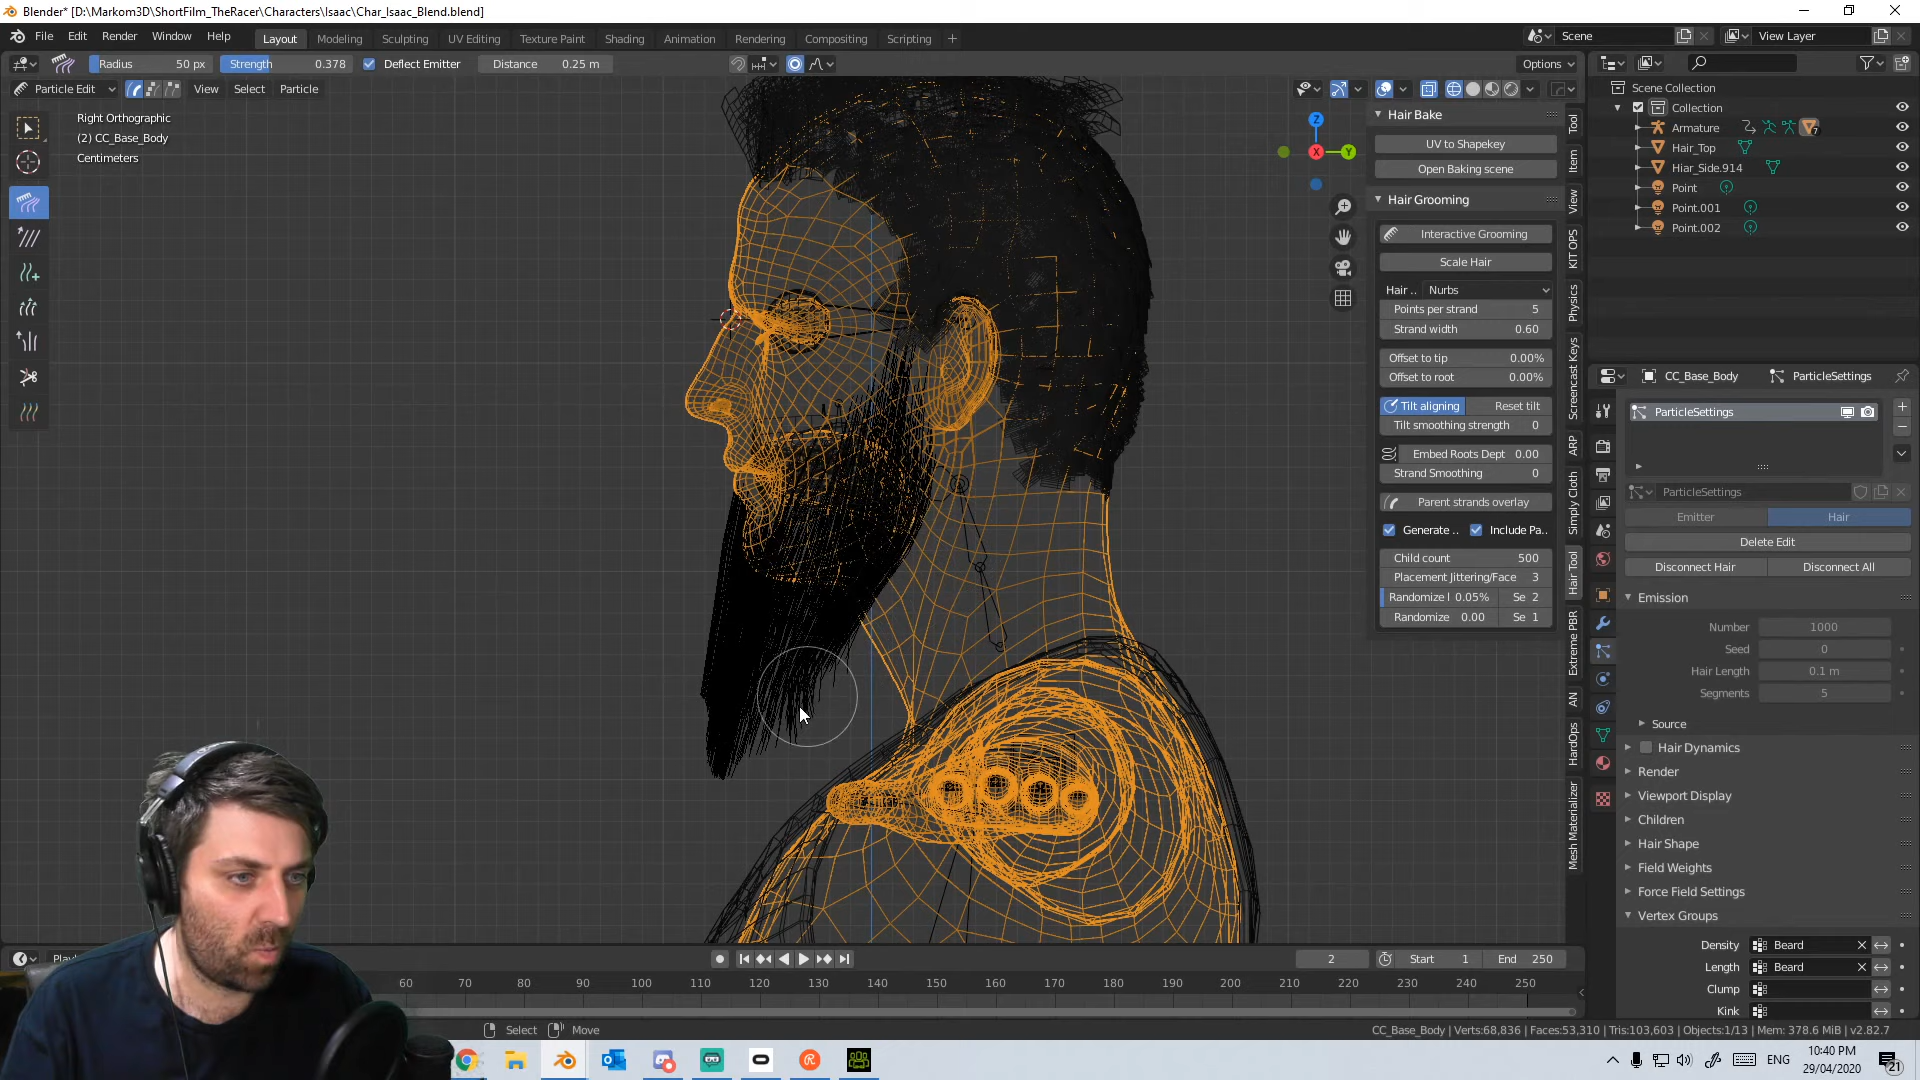 Blender* [D:\Markom3D\ShortFilm_TheRacer\Characters\Isaac\Char_Isaac_Blend.blend]
File Edit Render Window Help
Layout Modeling Sculpting UV Editing Texture Paint Shading Animation Rendering Compositing Scripting +
Scene
View Layer
Radius 50 px
Strength 0.378
Deflect Emitter
Distance 0.25 m
Options
Particle Edit
View Select Particle
Right Orthographic
(2) CC_Base_Body
Centimeters
Z
X
Y
Hair Bake
UV to Shapekey
Open Baking scene
Hair Grooming
Interactive Grooming
Scale Hair
Hair .. Nurbs
Points per strand 5
Strand width 0.60
Offset to tip 0.00%
Offset to root 0.00%
Tilt aligning Reset tilt
Tilt smoothing strength 0
Embed Roots Dept 0.00
Strand Smoothing 0
Parent strands overlay
Generate .. Include Pa..
Child count 500
Placement Jittering/Face 3
Randomize l 0.05% Se 2
Randomize 0.00 Se 1
Tool
Item
View
KIT OPS
Physics
Screencast Keys
ARP
Simply Cloth
Hair Tool
Extreme PBR
AN
HardOps
Mesh Materializer
Scene Collection
Collection
Armature 7
Hair_Top
Hiar_Side.914
Point
Point.001
Point.002
CC_Base_Body ParticleSettings
ParticleSettings
ParticleSettings
Emitter Hair
Delete Edit
Disconnect Hair Disconnect All
Emission
Number 1000
Seed 0
Hair Length 0.1 m
Segments 5
Source
Hair Dynamics
Render
Viewport Display
Children
Hair Shape
Field Weights
Force Field Settings
Vertex Groups
Density Beard
Length Beard
Clump
Kink
2
Start 1
End 250
60 70 80 90 100 110 120 130 140 150 160 170 180 190 200 210 220 230 240 250
Select Move
CC_Base_Body | Verts:68,836 | Faces:53,310 | Tris:103,603 | Objects:1/13 | Mem: 378.6 MiB | v2.82.7
ENG
10:40 PM
29/04/2020
21